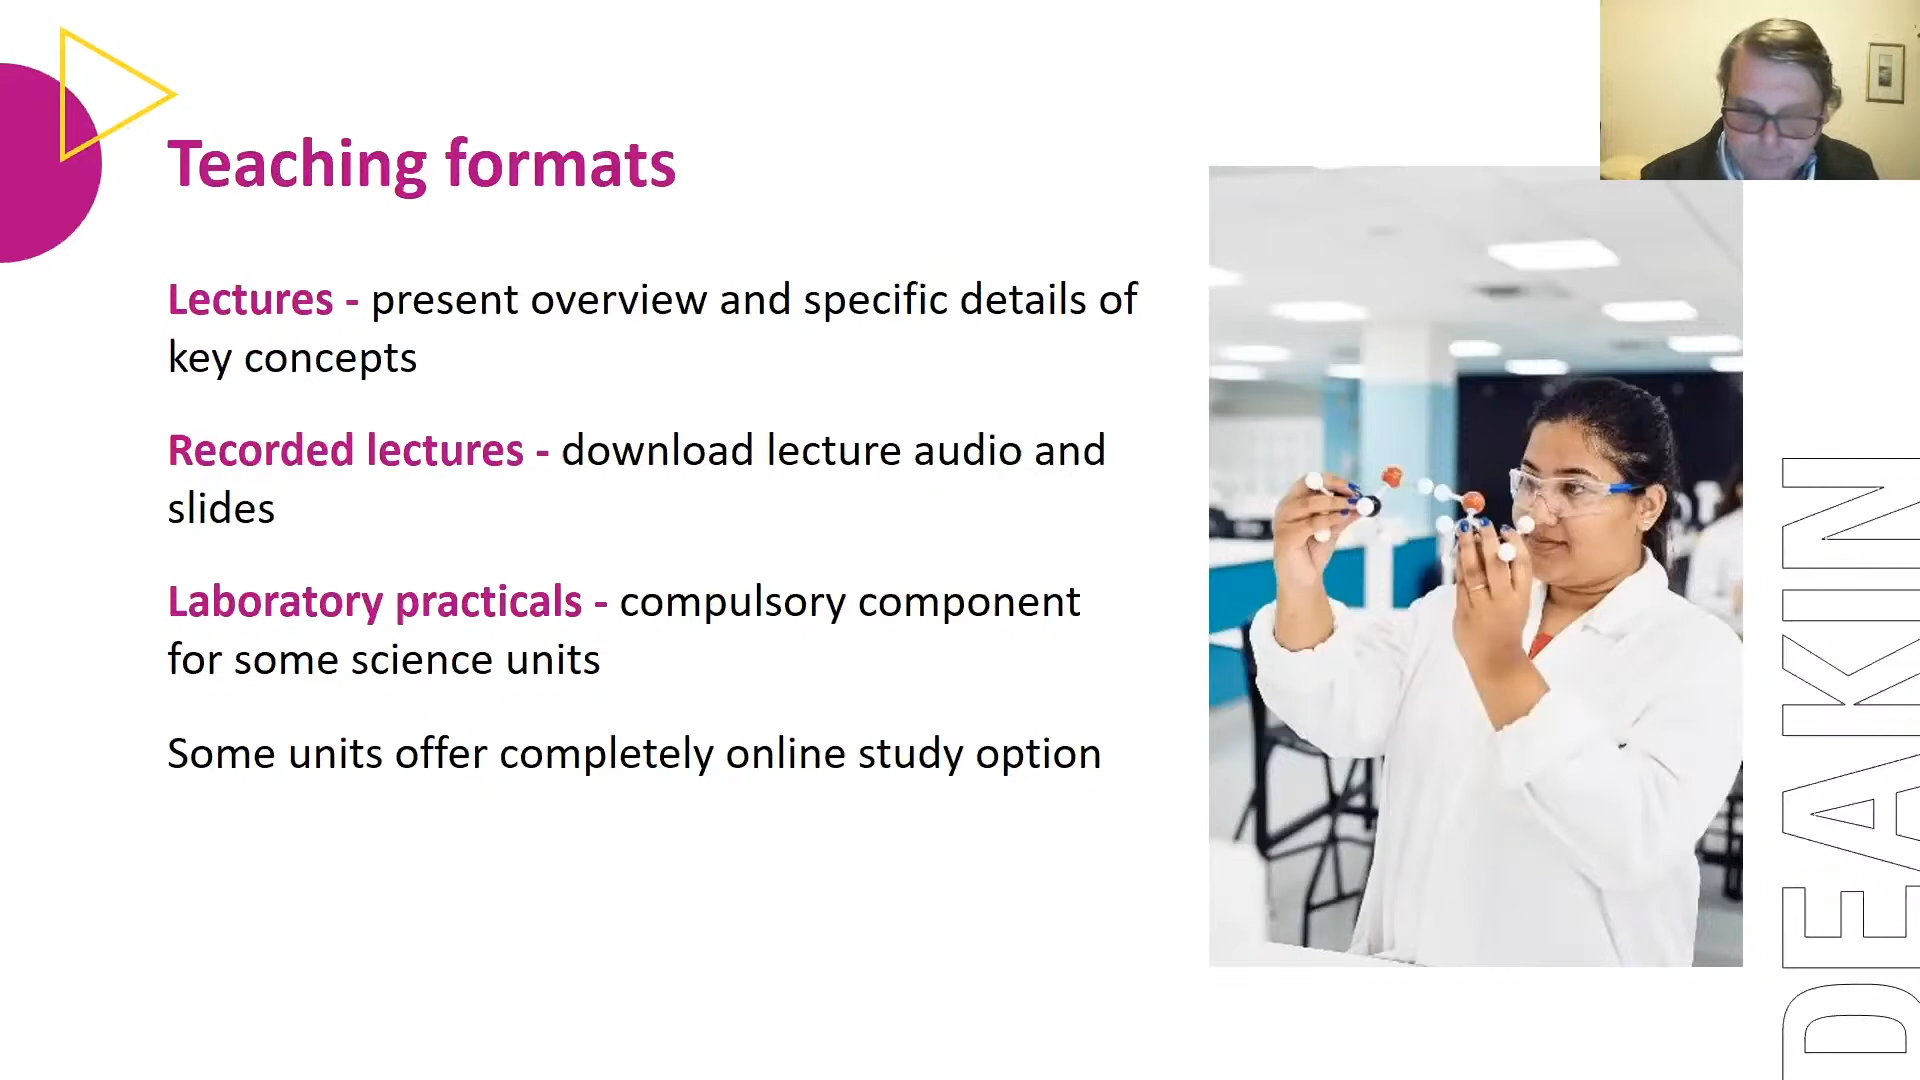 Teaching formats
Lectures - present overview and specific details of
key concepts
Recorded lectures - download lecture audio and
slides
Laboratory practicals - compulsory component
for some science units
Some units offer completely online study option
DEAKIN